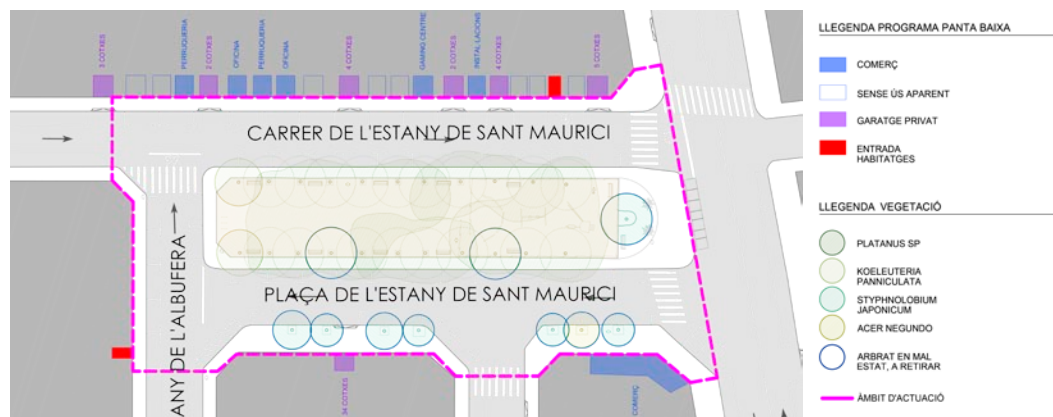 3 COTXES
PERRUQUERIA
2 COTXES
OFICINA
PERRUQUERIA
OFICINA
4 COTXES
GAMING CENTRE
2 COTXES
INSTAL·LACIONS
4 COTXES
5 COTXES
CARRER DE L'ESTANY DE SANT MAURICI
PLAÇA DE L'ESTANY DE SANT MAURICI
ANY DE L'ALBUFERA
34 COTXES
COMERÇ
LLEGENDA PROGRAMA PANTA BAIXA
COMERÇ
SENSE ÚS APARENT
GARATGE PRIVAT
ENTRADA
HABITATGES
LLEGENDA VEGETACIÓ
PLATANUS SP
KOELEUTERIA
PANNICULATA
STYPHNOLOBIUM
JAPONICUM
ACER NEGUNDO
ARBRAT EN MAL
ESTAT, A RETIRAR
ÀMBIT D'ACTUACIÓ